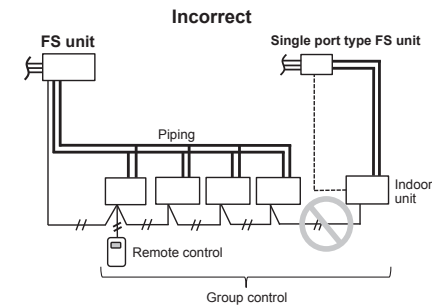 Incorrect
FS unit
Single port type FS unit
Piping
Indoor
unit
Remote control
Group control